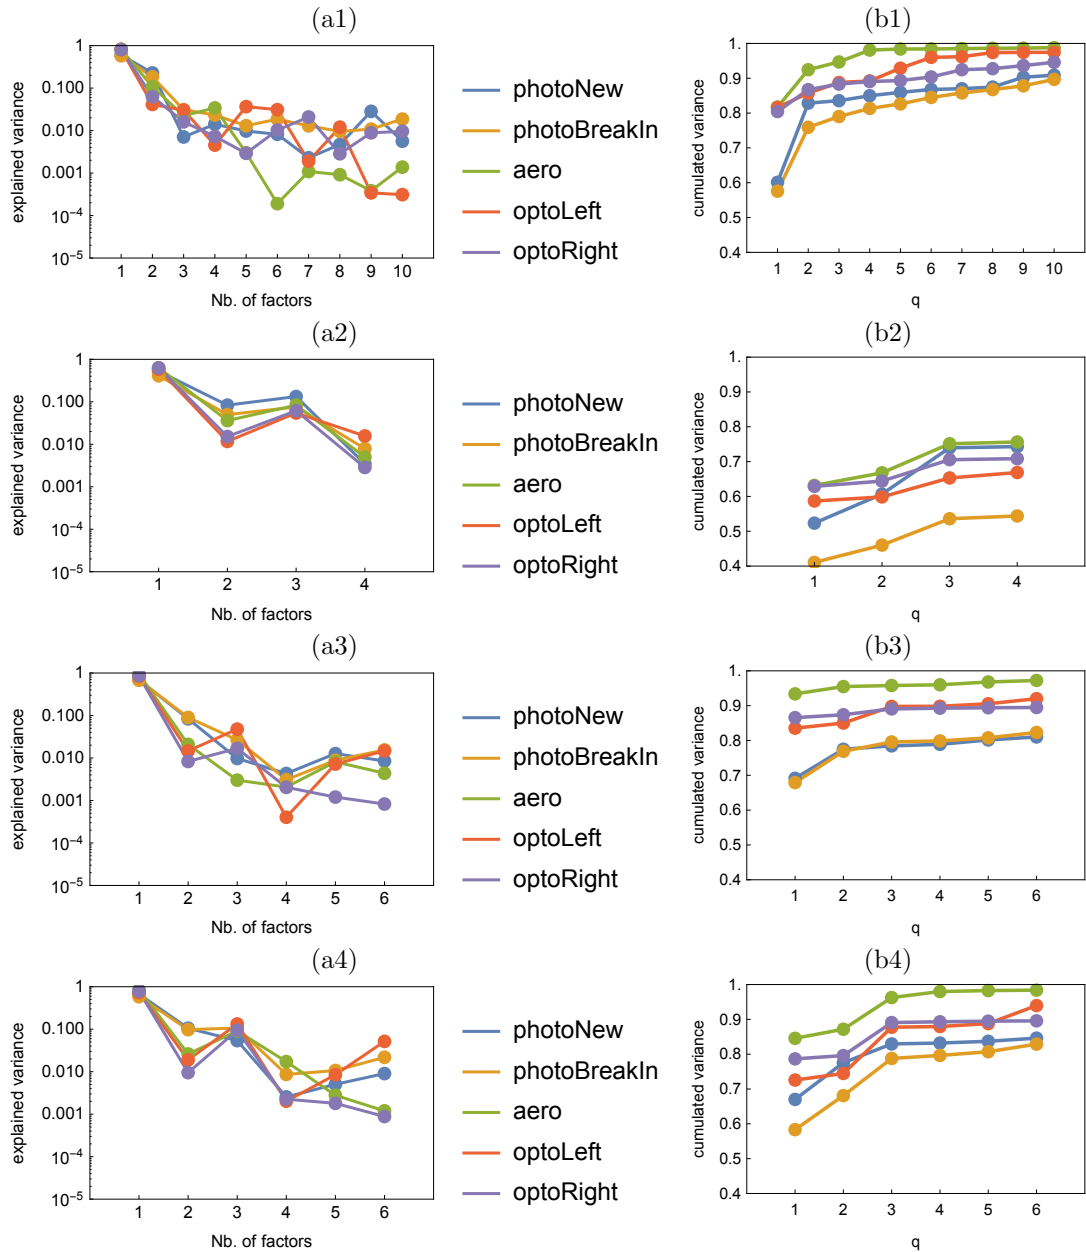 (a1)
1
0.100
0.010
0.001
10⁻⁴
10⁻⁵
explained variance
1 2 3 4 5 6 7 8 9 10
Nb. of factors
photoNew
photoBreakIn
aero
optoLeft
optoRight
(b1)
1.
0.9
0.8
0.7
0.6
0.5
0.4
cumulated variance
1 2 3 4 5 6 7 8 9 10
q
(a2)
1
0.100
0.010
0.001
10⁻⁴
10⁻⁵
explained variance
1 2 3 4
Nb. of factors
photoNew
photoBreakIn
aero
optoLeft
optoRight
(b2)
1.
0.9
0.8
0.7
0.6
0.5
0.4
cumulated variance
1 2 3 4
q
(a3)
1
0.100
0.010
0.001
10⁻⁴
10⁻⁵
explained variance
1 2 3 4 5 6
Nb. of factors
photoNew
photoBreakIn
aero
optoLeft
optoRight
(b3)
1.
0.9
0.8
0.7
0.6
0.5
0.4
cumulated variance
1 2 3 4 5 6
q
(a4)
1
0.100
0.010
0.001
10⁻⁴
10⁻⁵
explained variance
1 2 3 4 5 6
Nb. of factors
photoNew
photoBreakIn
aero
optoLeft
optoRight
(b4)
1.
0.9
0.8
0.7
0.6
0.5
0.4
cumulated variance
1 2 3 4 5 6
q